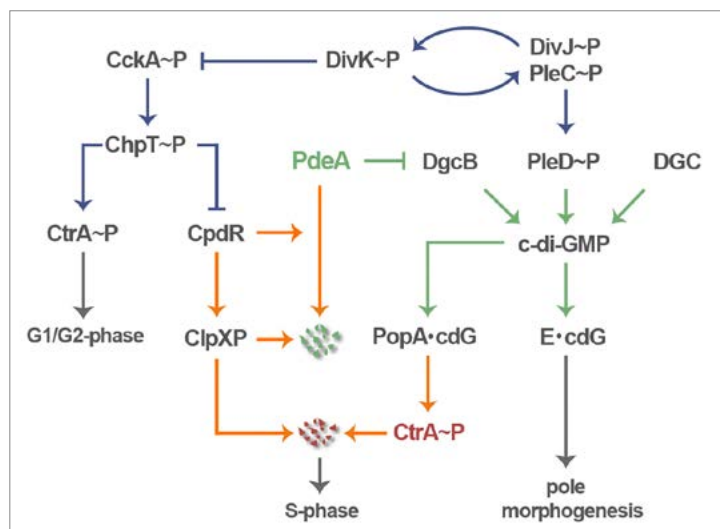 DivJ~P
CckA~P
DivK~P
PleC~P
ChpT~P
PdeA
DgcB
PleD~P
DGC
CtrA~P
CpdR
c-di-GMP
G1/G2-phase
ClpXP
PopA•cdG
E•cdG
CtrA~P
S-phase
pole
morphogenesis